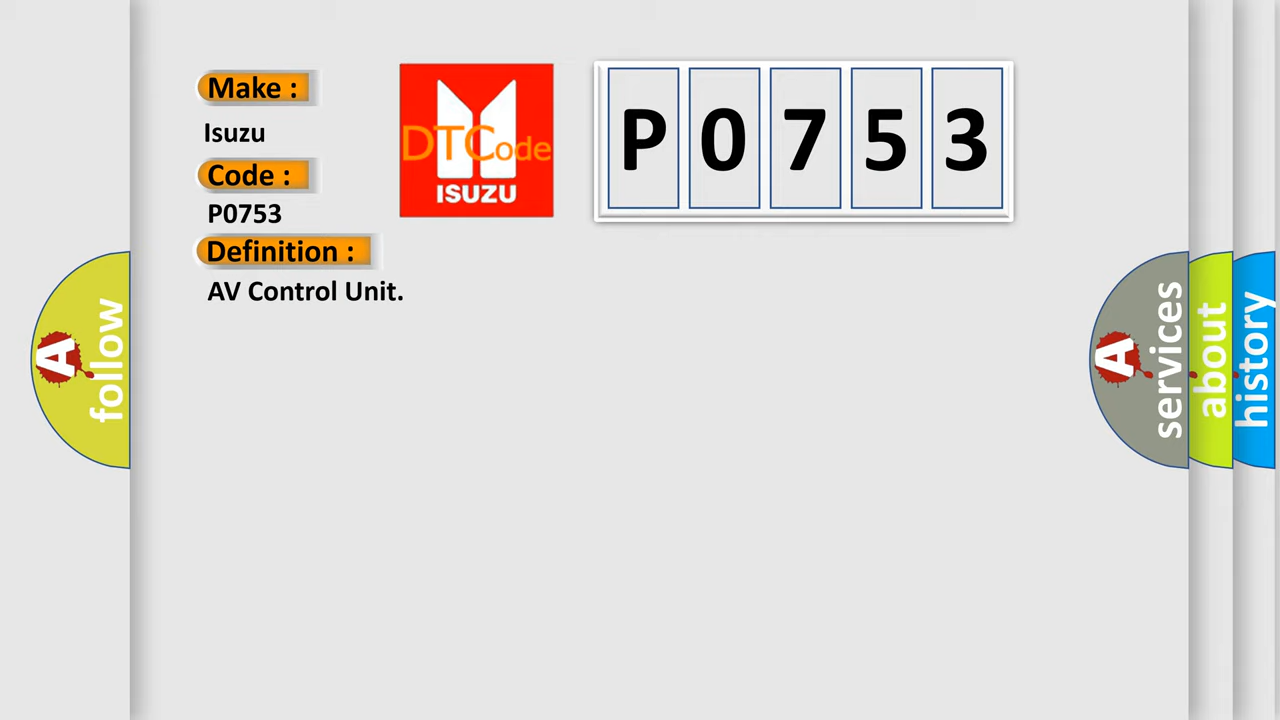 Make :
Isuzu
Code :
P0753
Definition :
AV Control Unit.
DTCode
ISUZU
P 0 7 5 3
A follow
A services
about
history